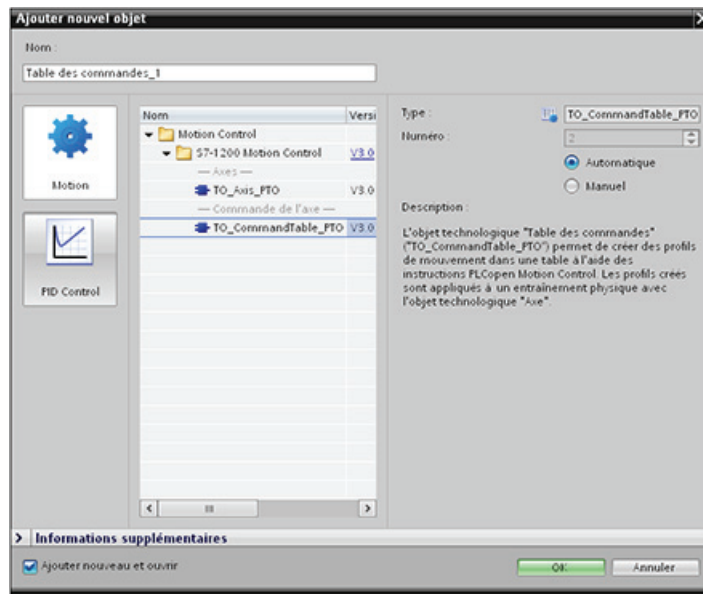 Ajouter nouvel objet
Nom :
Table des commandes_1
Motion
PID Control
Nom
Versi
Motion Control
S7-1200 Motion Control
V3.0
— Axes —
TO_Axis_PTO
V3.0
— Commande de l'axe —
TO_CommandTable_PTO
V3.0
Type :
TO_CommandTable_PTO
Numéro :
2
Automatique
Manuel
Description :
L'objet technologique "Table des commandes"
("TO_CommandTable_PTO") permet de créer des profils
de mouvement dans une table à l'aide des
instructions PLCopen Motion Control. Les profils créés
sont appliqués à un entraînement physique avec
l'objet technologique "Axe".
Informations supplémentaires
Ajouter nouveau et ouvrir
OK
Annuler